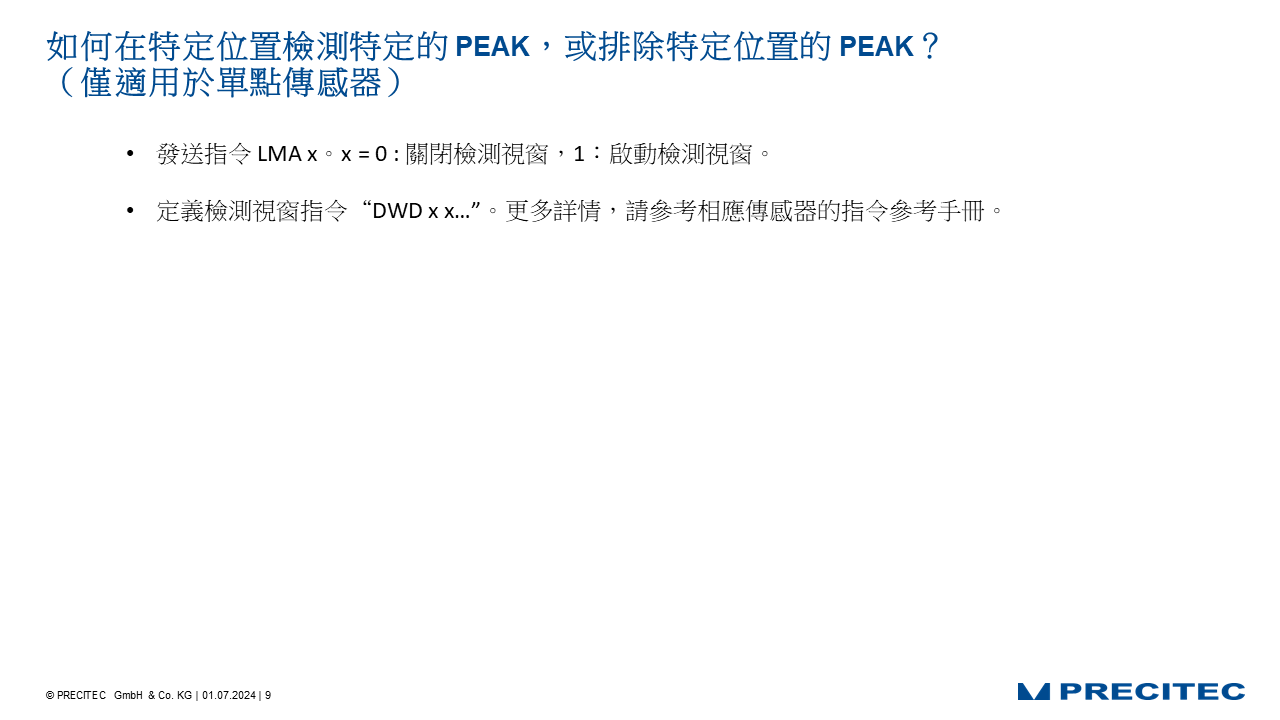 如何在特定位置檢測特定的 PEAK，或排除特定位置的 PEAK？
（僅適用於單點傳感器）
• 發送指令 LMA x。x = 0 : 關閉檢測視窗，1：啟動檢測視窗。
• 定義檢測視窗指令“DWD x x…”。更多詳情，請參考相應傳感器的指令參考手冊。
© PRECITEC GmbH & Co. KG | 01.07.2024 | 9
PRECITEC